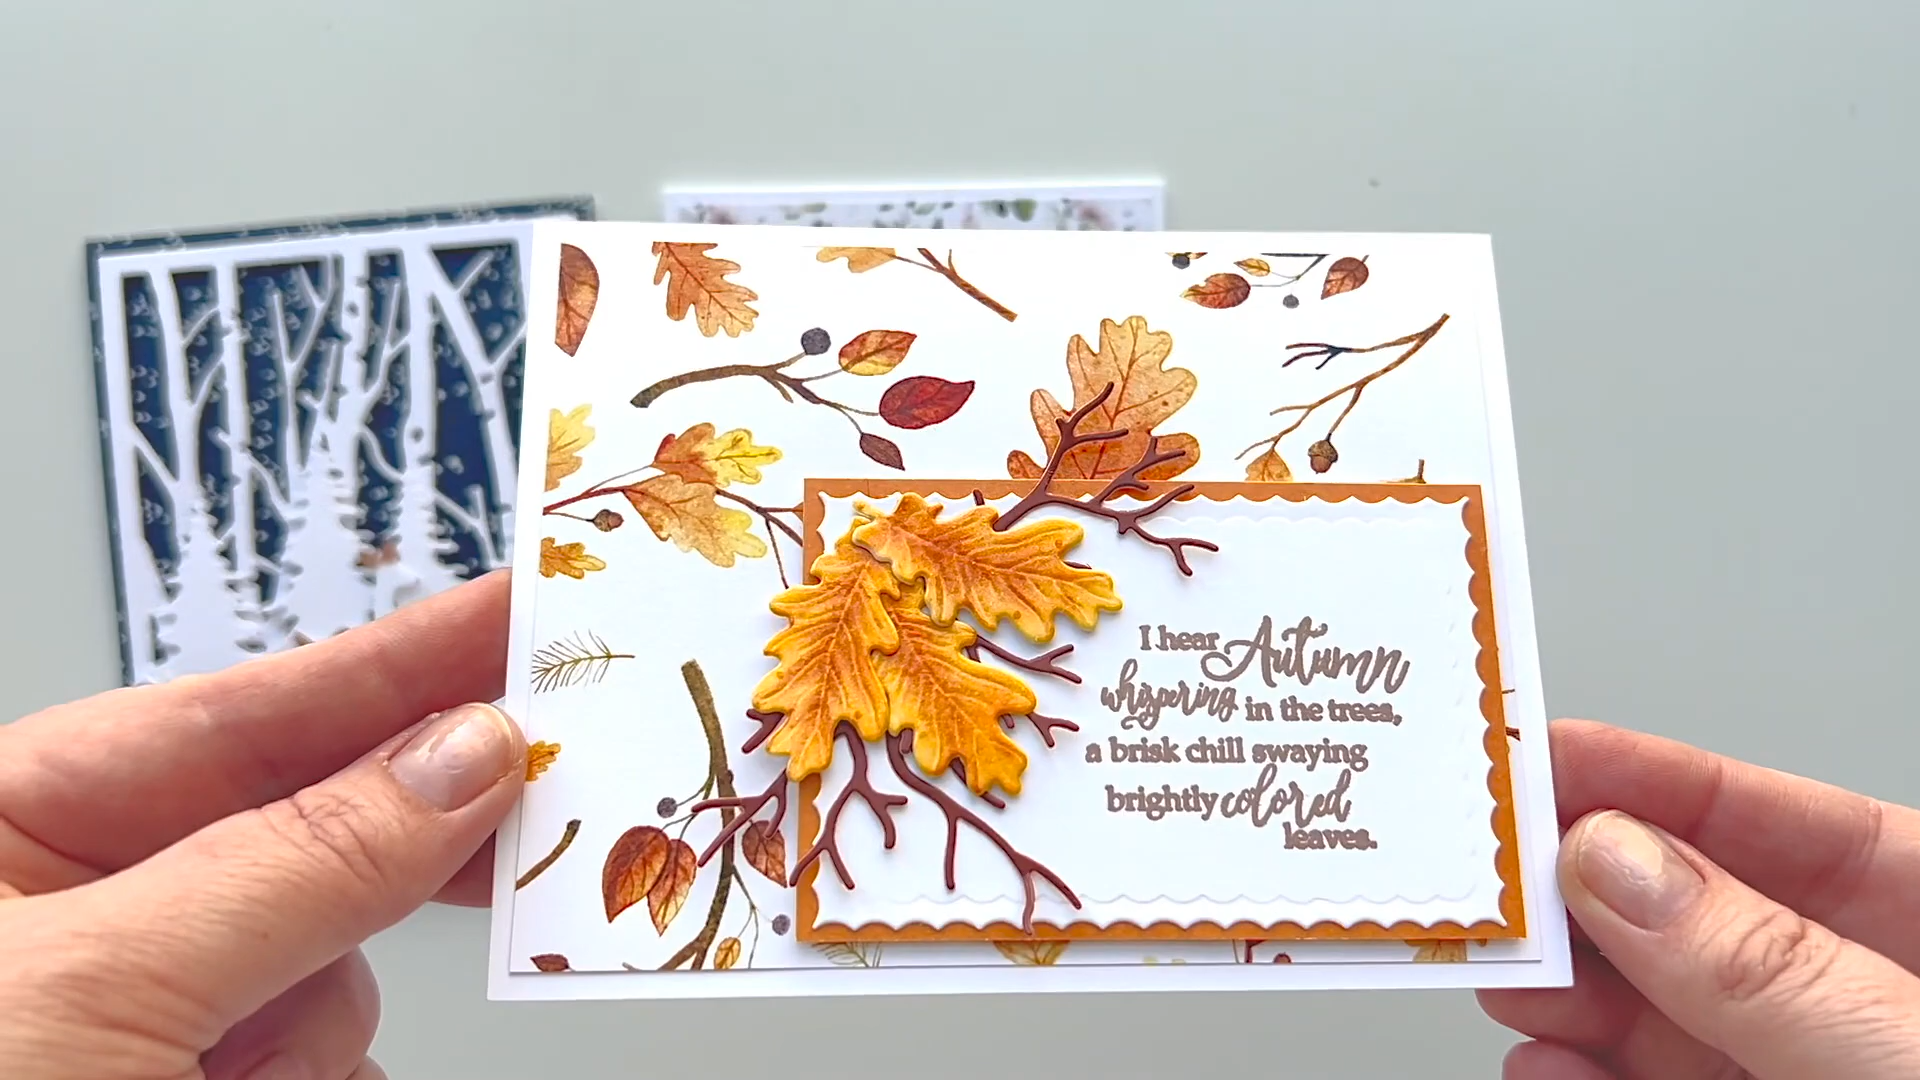 I hear Autumn
whispering in the trees,
a brisk chill swaying
brightly colored
leaves.